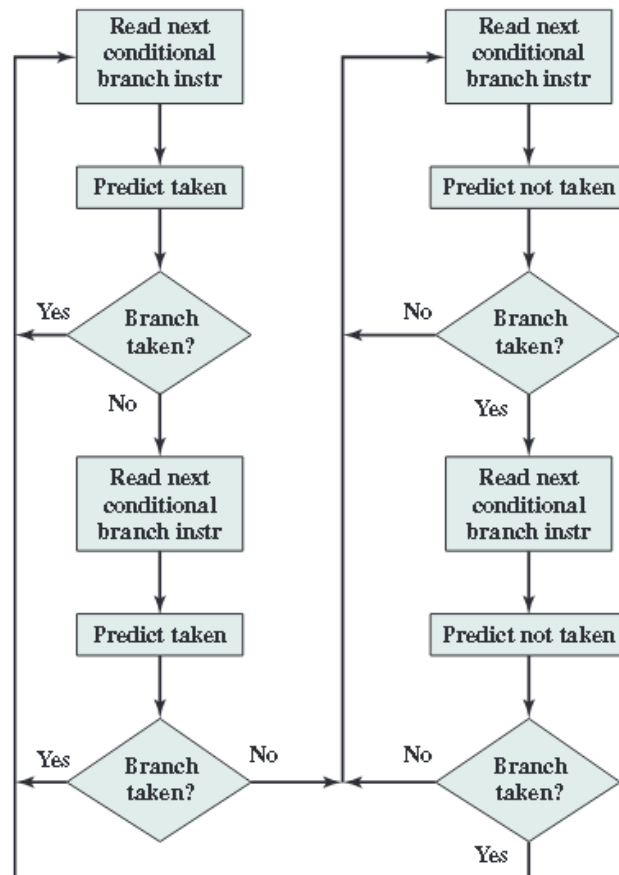 Read next
conditional
branch instr
Predict taken
Yes
Branch
taken?
No
Read next
conditional
branch instr
Predict taken
Yes
Branch
taken?
No
Read next
conditional
branch instr
Predict not taken
No
Branch
taken?
Yes
Read next
conditional
branch instr
Predict not taken
No
Branch
taken?
Yes